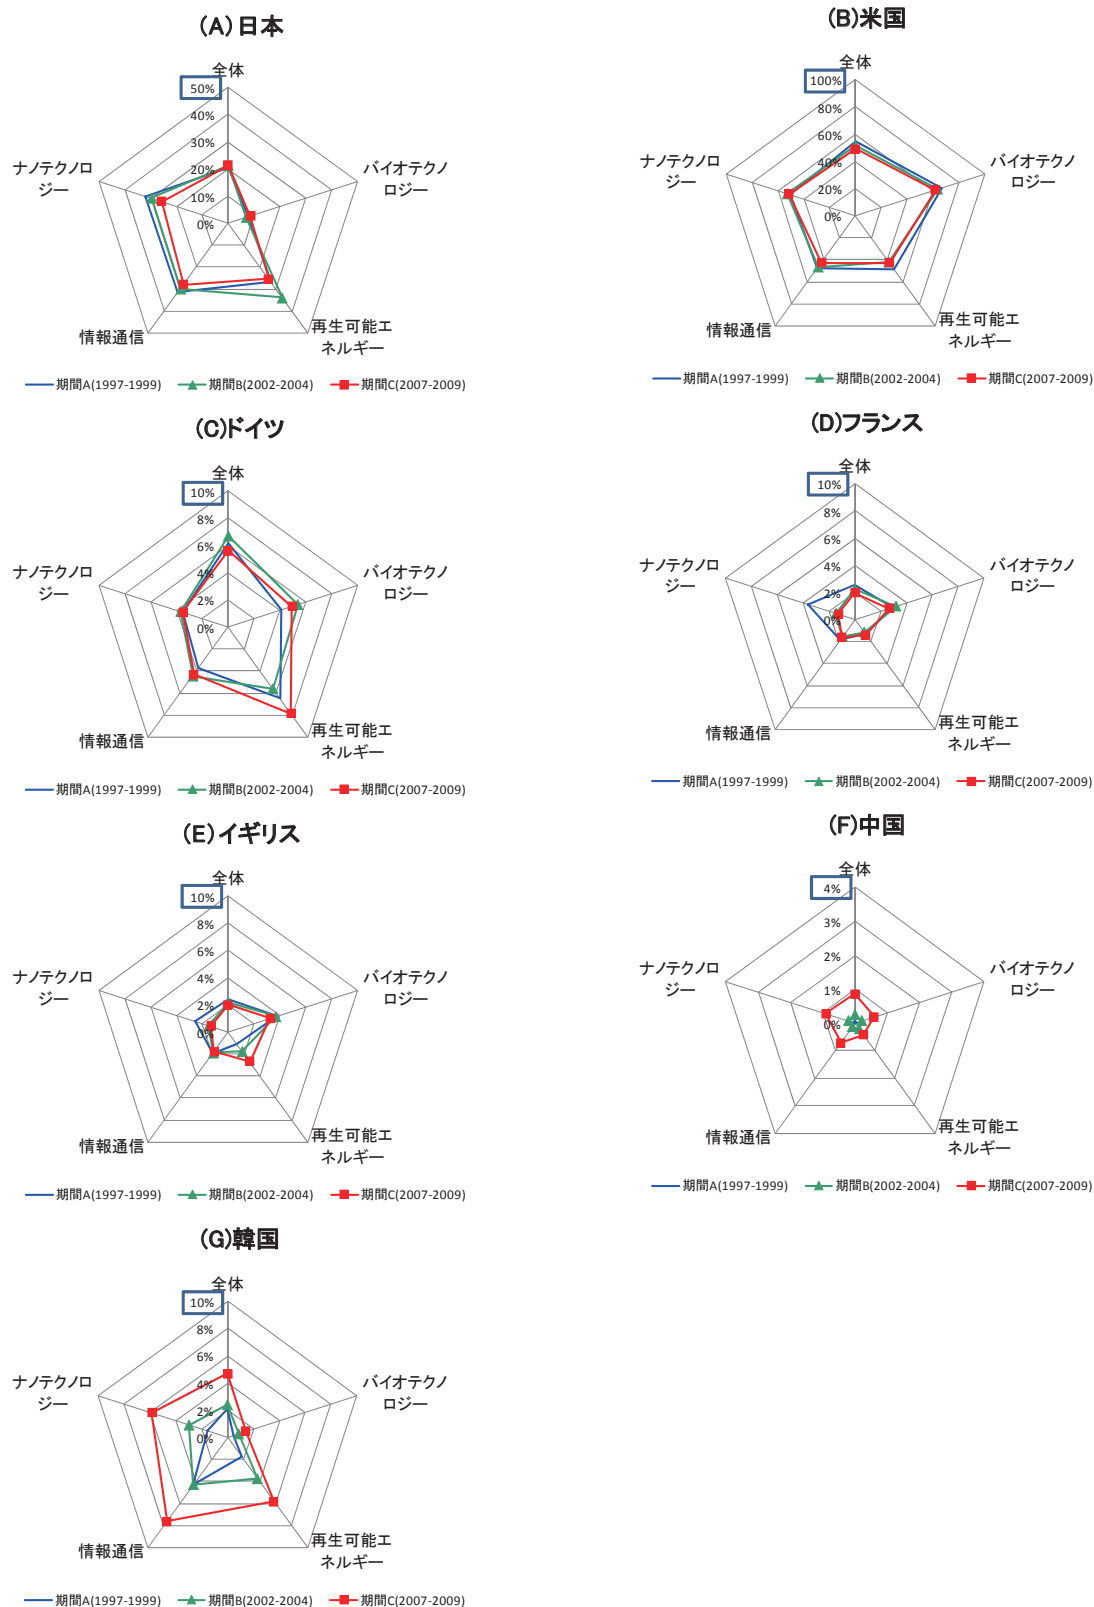 (A)日本
全体
50%
40%
30%
20%
10%
0%
バイオテクノ
ロジー
再生可能エ
ネルギー
情報通信
ナノテクノロ
ジー
期間A(1997-1999)
期間B(2002-2004)
期間C(2007-2009)
(B)米国
全体
100%
80%
60%
40%
20%
0%
バイオテクノ
ロジー
再生可能エ
ネルギー
情報通信
ナノテクノロ
ジー
期間A(1997-1999)
期間B(2002-2004)
期間C(2007-2009)
(C)ドイツ
全体
10%
8%
6%
4%
2%
0%
バイオテクノ
ロジー
再生可能エ
ネルギー
情報通信
ナノテクノロ
ジー
期間A(1997-1999)
期間B(2002-2004)
期間C(2007-2009)
(D)フランス
全体
10%
8%
6%
4%
2%
0%
バイオテクノ
ロジー
再生可能エ
ネルギー
情報通信
ナノテクノロ
ジー
期間A(1997-1999)
期間B(2002-2004)
期間C(2007-2009)
(E)イギリス
全体
10%
8%
6%
4%
2%
0%
バイオテクノ
ロジー
再生可能エ
ネルギー
情報通信
ナノテクノロ
ジー
期間A(1997-1999)
期間B(2002-2004)
期間C(2007-2009)
(F)中国
全体
4%
3%
2%
1%
0%
バイオテクノ
ロジー
再生可能エ
ネルギー
情報通信
ナノテクノロ
ジー
期間A(1997-1999)
期間B(2002-2004)
期間C(2007-2009)
(G)韓国
全体
10%
8%
6%
4%
2%
0%
バイオテクノ
ロジー
再生可能エ
ネルギー
情報通信
ナノテクノロ
ジー
期間A(1997-1999)
期間B(2002-2004)
期間C(2007-2009)